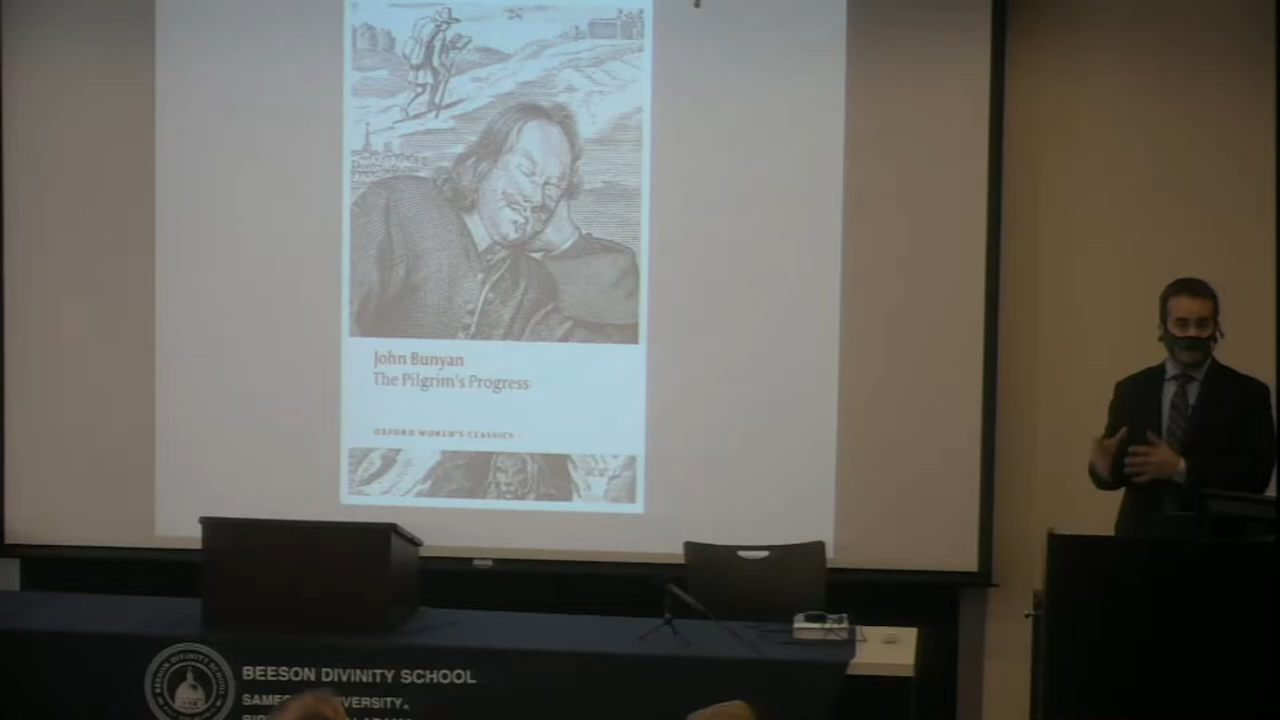 John Bunyan
The Pilgrim's Progress
OXFORD WORLD'S CLASSICS
BEESON DIVINITY SCHOOL